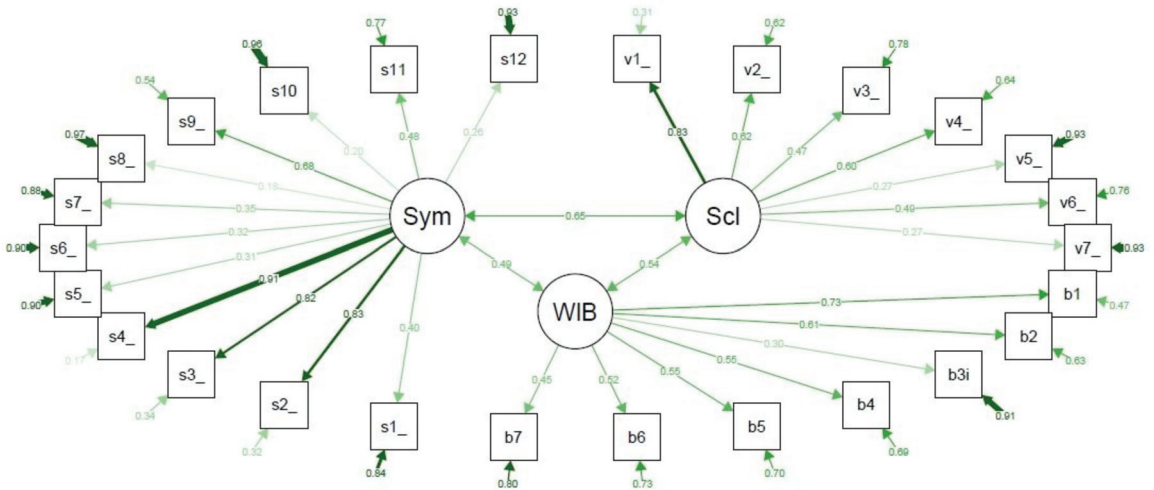 0.93
0.31
0.77
0.62
0.96
s12
v1_
0.78
s11
v2_
0.54
s10
v3_
0.64
s9_
v4_
0.97
0.93
s8_
0.26
0.83
v5_
0.48
0.62
0.20
0.47
0.68
0.60
0.88
s7_
0.18
0.27
v6_
0.76
0.35
Sym
0.65
Scl
0.49
0.90
s6_
0.32
0.27
v7_
0.93
0.31
0.49
0.54
0.90
s5_
0.91
b1
0.47
0.82
WIB
0.73
s4_
0.83
0.61
b2
0.17
0.40
0.30
0.63
s3_
0.55
0.55
b3i
0.34
0.45
0.52
s2_
b4
0.91
s1_
b7
b6
b5
0.32
0.69
0.84
0.80
0.73
0.70